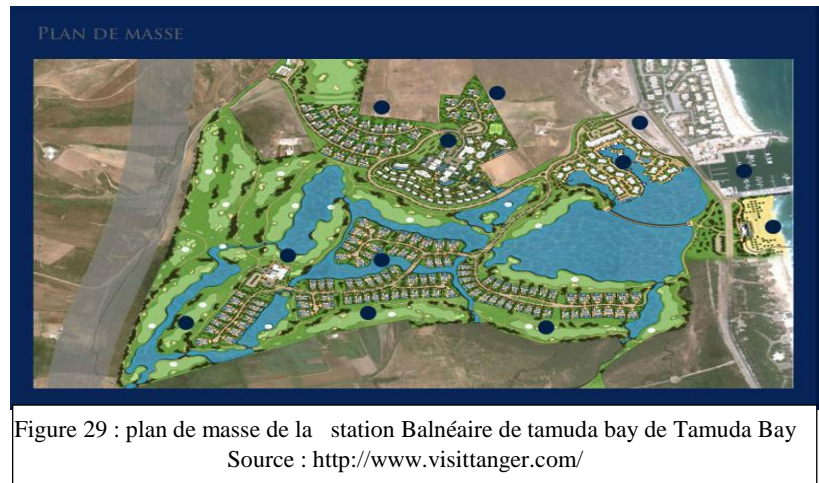 PLAN DE MASSE
Figure 29 : plan de masse de la station Balnéaire de tamuda bay de Tamuda Bay
Source : http://www.visittanger.com/